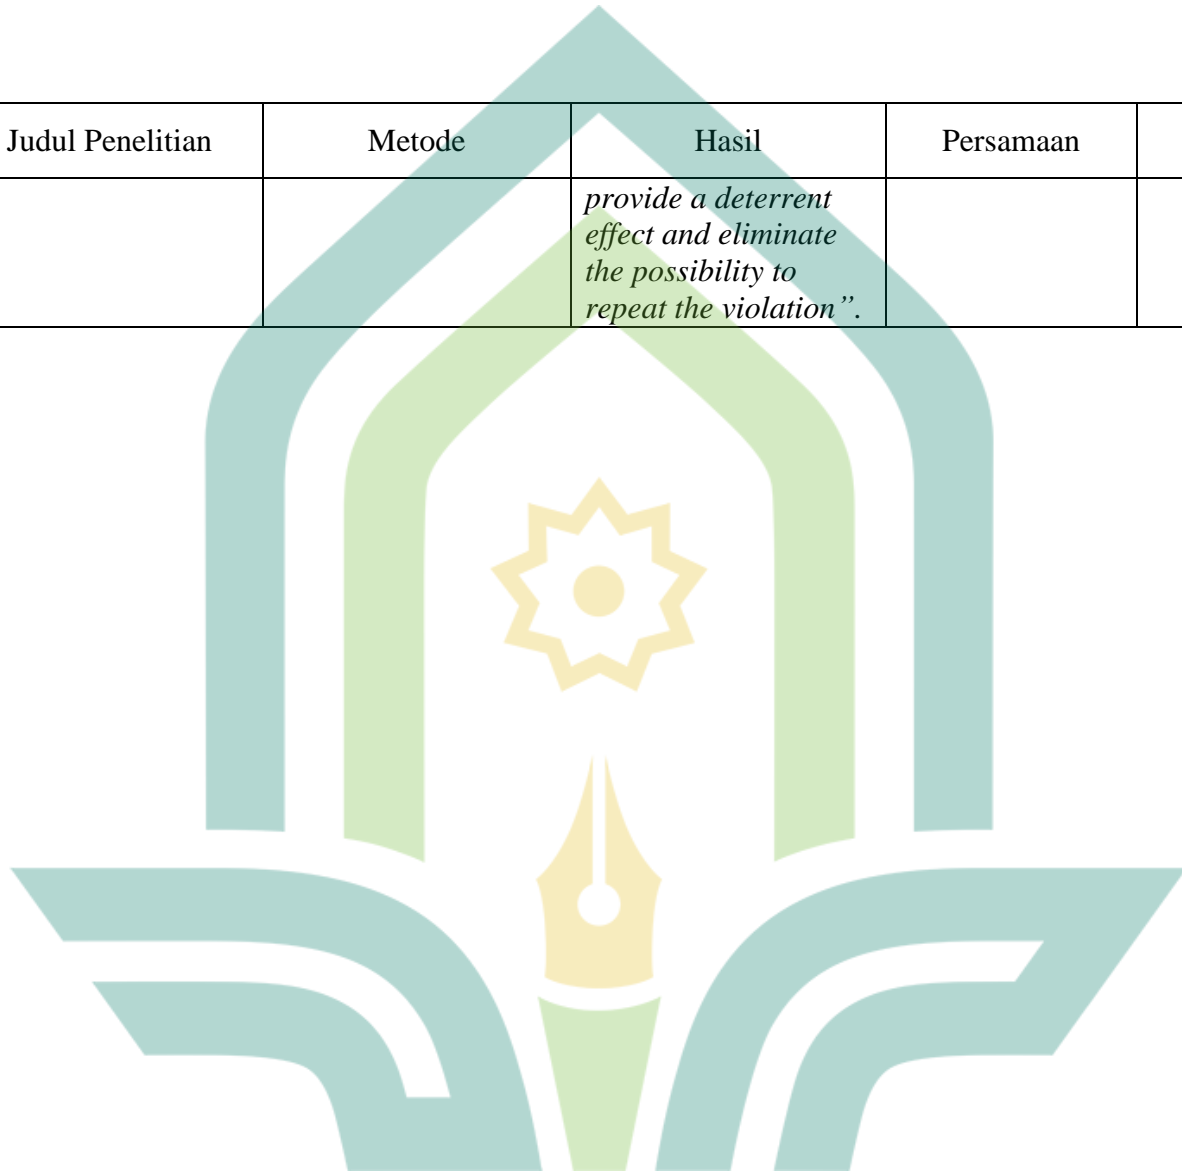 Judul Penelitian Metode Hasil Persamaan
provide a deterrent
effect and eliminate
the possibility to
repeat the violation”.